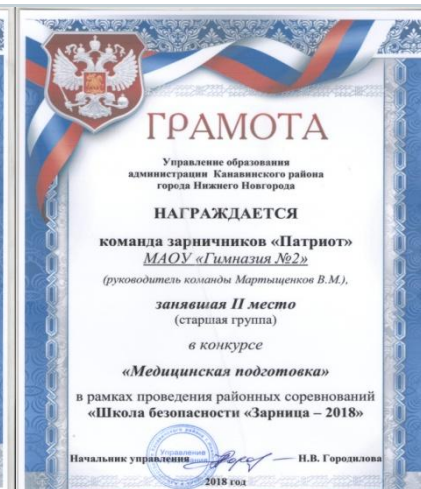 ГРАМОТА
Управление образования
администрации Канавинского района
города Нижнего Новгорода
НАГРАЖДАЕТСЯ
команда зарничников «Патриот»
МАОУ «Гимназия №2»
(руководитель команды Мартыщенков В.М.),
занявшая II место
(старшая группа)
в конкурсе
«Медицинская подготовка»
в рамках проведения районных соревнований
«Школа безопасности «Зарница – 2018»
Начальник управления Н.В. Городилова
2018 год